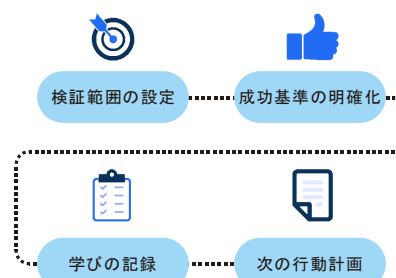 検証範囲の設定
成功基準の明確化
学びの記録
次の行動計画